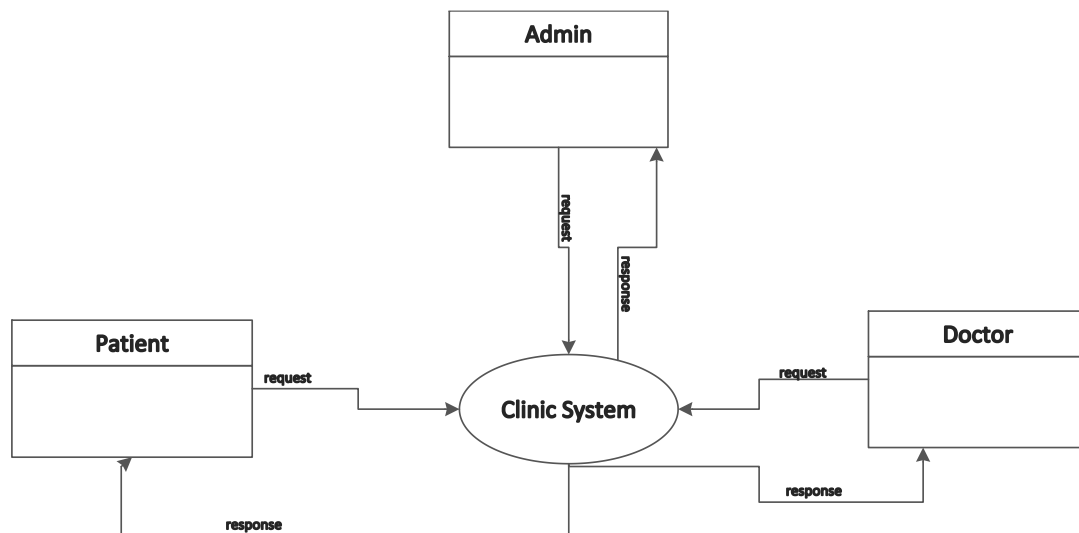 Admin
request
response
Patient
Doctor
request
request
Clinic System
response
response